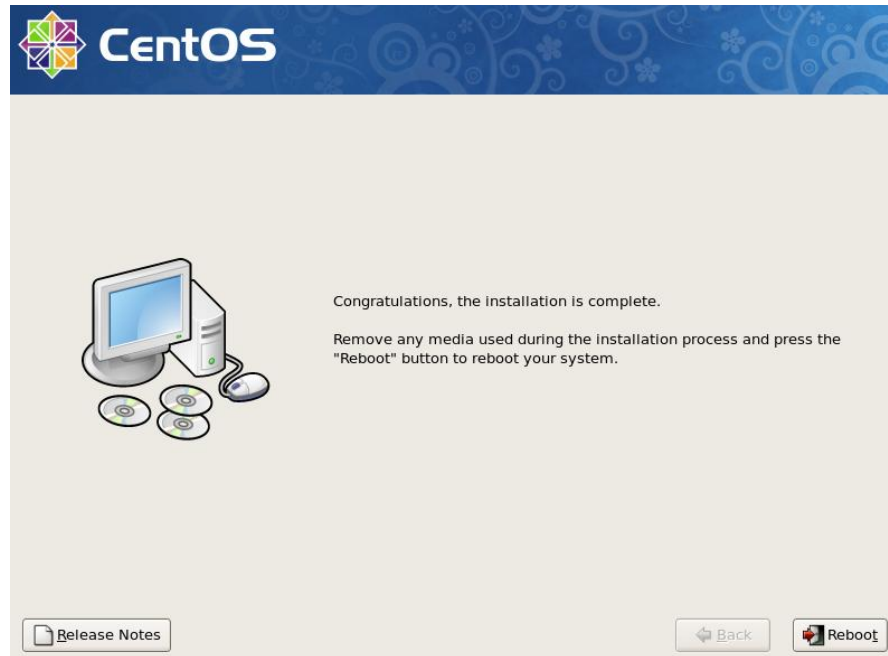 CentOS
Congratulations, the installation is complete.
Remove any media used during the installation process and press the
"Reboot" button to reboot your system.
Release Notes
Back
Reboot